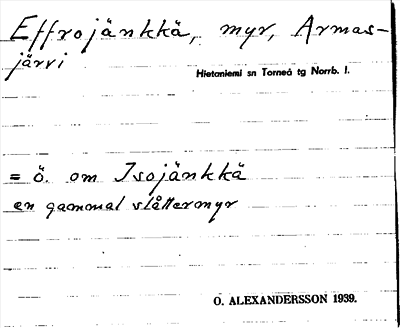 Effrojänkkä, myr, Armas-
järvi
Hietaniemi sn Torneå tg Norrb. l.
= ö. om Isojänkkä
en gammal slåttermyr
O. ALEXANDERSSON 1939.